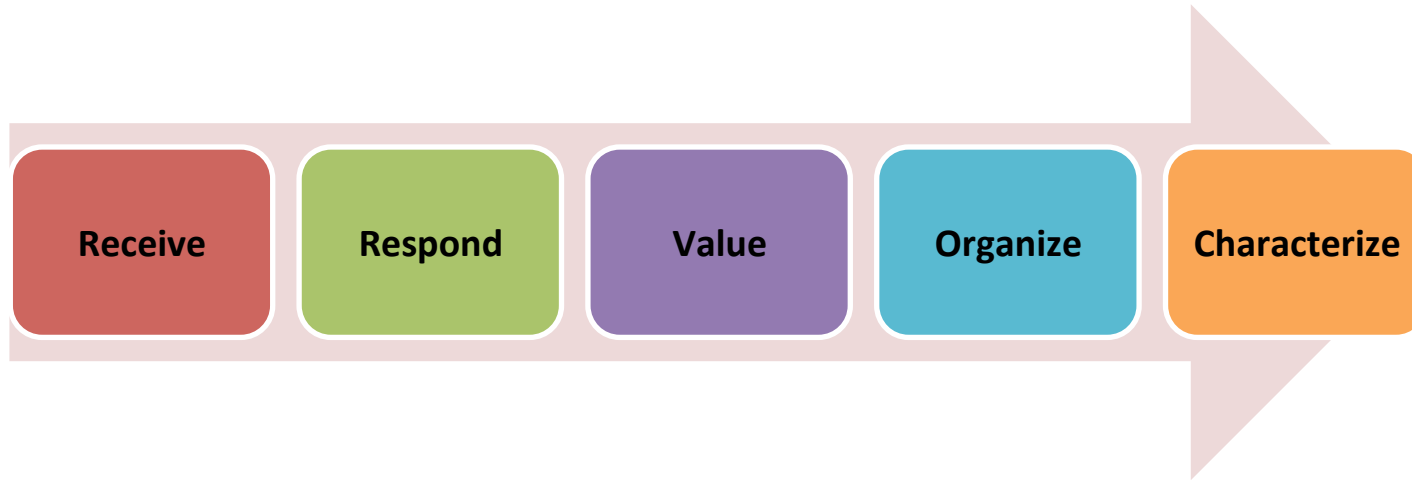 Receive
Respond
Value
Organize
Characterize